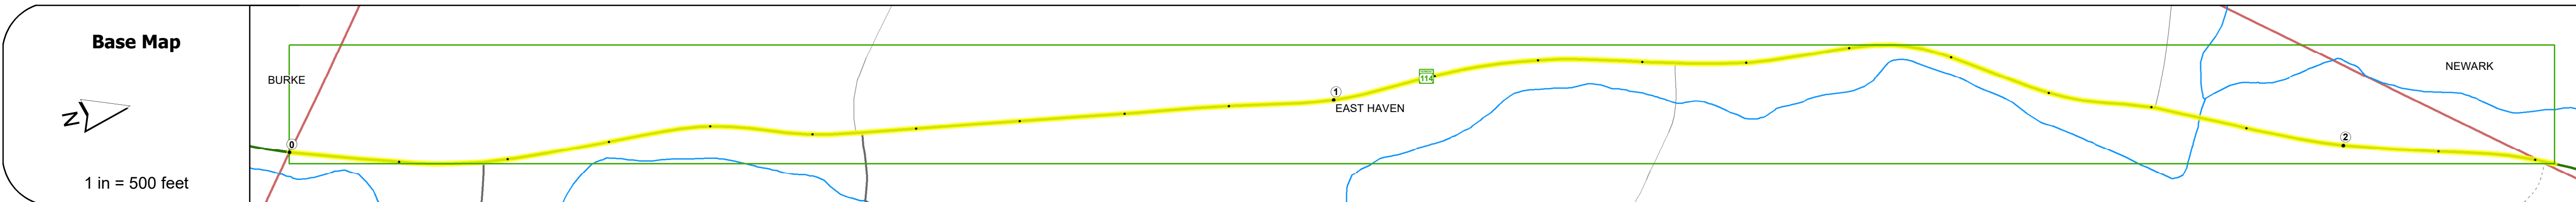 Base Map
N
1 in = 500 feet
BURKE
0
1
EAST HAVEN
114
2
NEWARK